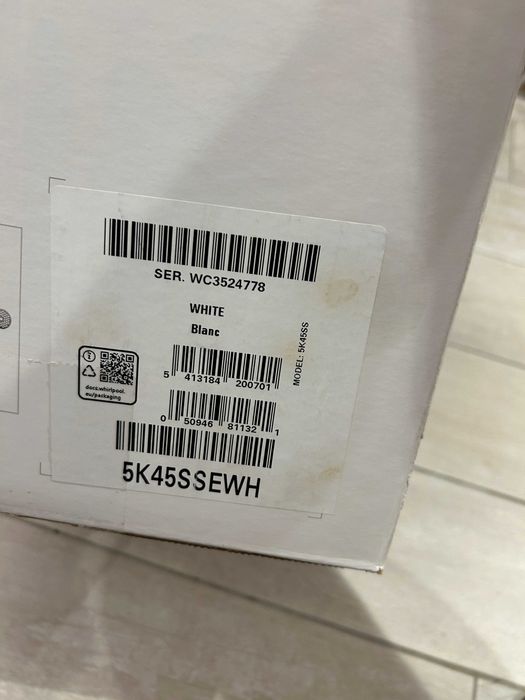 SER. WC3524778
WHITE
Blanc
MODEL: 5K45SS
5 413184 200701
docs.whirlpool.
eu/packaging
0 50946 81132 1
5K45SSEWH